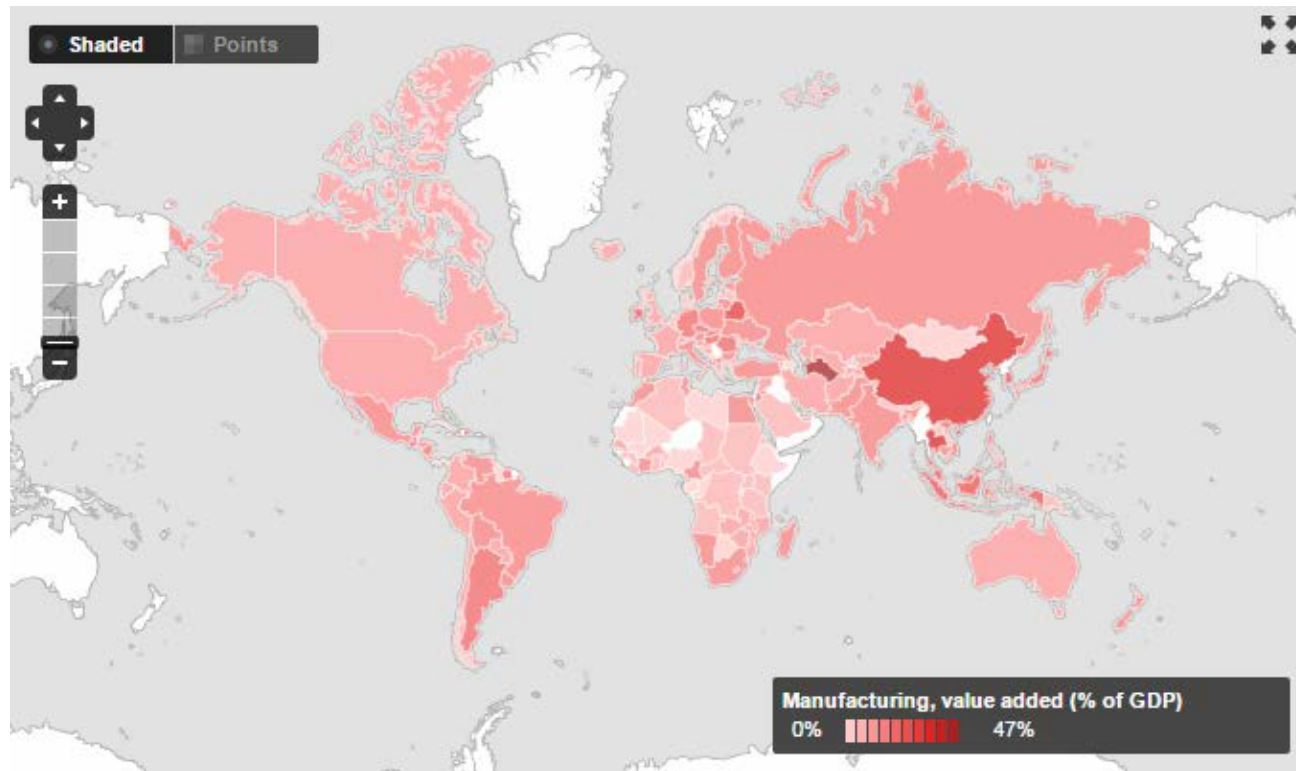 Shaded
Points
+
−
Manufacturing, value added (% of GDP)
0% 47%